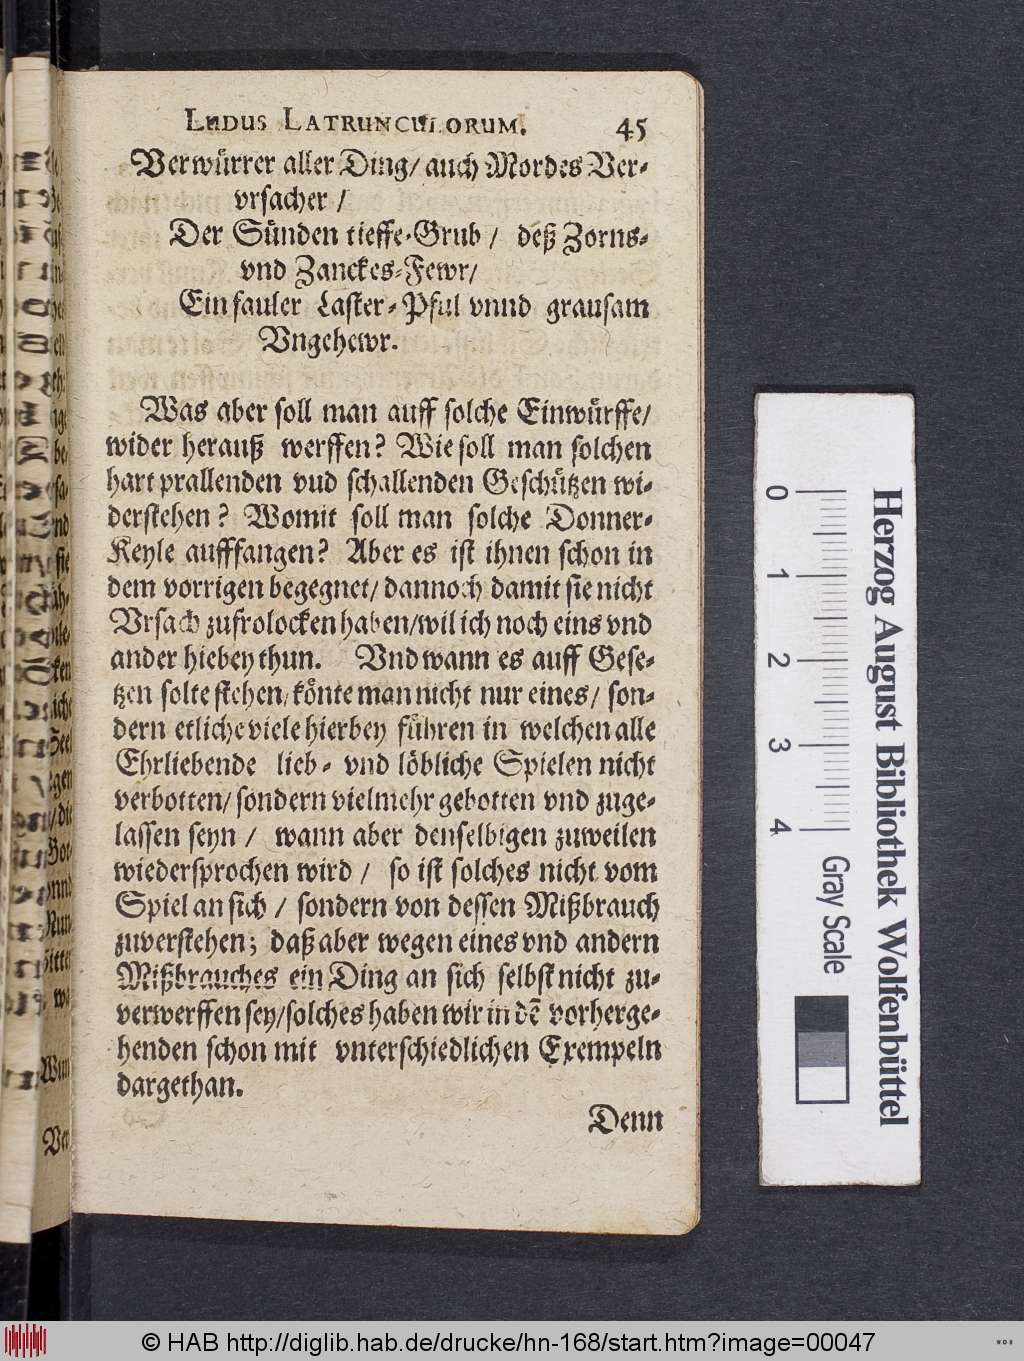 LUDUS LATRUNCULORUM. 45
Verwürrer aller Ding/ auch Mordes Ver-
vrsacher /
Der Sünden tieffe-Grub / deß Zorns-
vnd Zanckes-Fewr/
Ein fauler Laster-Pful vnnd grausam
Vngehewr.
Was aber soll man auff solche Einwürffe/
wider herauß werffen? Wie soll man solchen
hart prallenden vnd schallenden Geschützen wi-
derstehen? Womit soll man solche Donner-
Keyle aufffangen? Aber es ist ihnen schon in
dem vorrigen begegnet/ dannoch damit sie nicht
Vrsach zufrolocken haben/wil ich noch eins vnd
ander hiebey thun. Vnd wann es auff Gese-
tzen solte stehen/ könte man nicht nur eines/ son-
dern etliche viele hierbey führen in welchen alle
Ehrliebende lieb- vnd löbliche Spielen nicht
verbotten/ sondern vielmehr gebotten vnd zuge-
lassen seyn / wann aber denselbigen zuweilen
wiedersprochen wird / so ist solches nicht vom
Spiel an sich / sondern von dessen Mißbrauch
zuverstehen; daß aber wegen eines vnd andern
Mißbrauches ein Ding an sich selbst nicht zu-
verwerffen sey/solches haben wir in dē vorherge-
henden schon mit vnterschiedlichen Exempeln
dargethan.
Denn
0 1 2 3 4 Gray Scale
Herzog August Bibliothek Wolfenbüttel
© HAB http://diglib.hab.de/drucke/hn-168/start.htm?image=00047